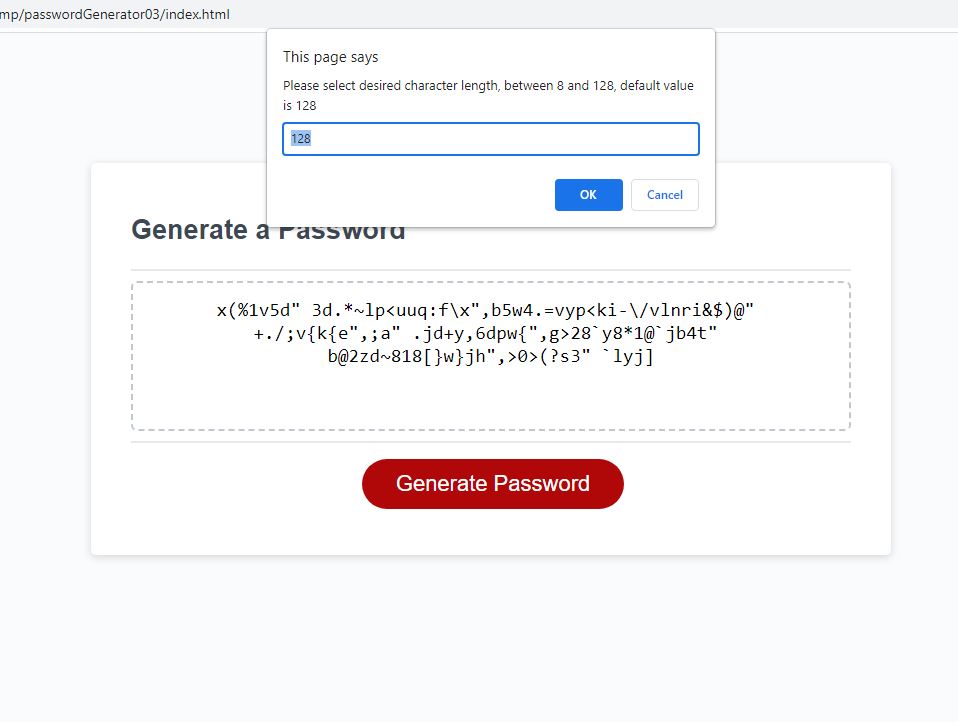 mp/passwordGenerator03/index.html
This page says
Please select desired character length, between 8 and 128, default value
is 128
128
OK
Cancel
Generate a Password
x(%1v5d" 3d.*~lp<uuq:f\x",b5w4.=vyp<ki-\/vlnri&$)@"
+./;v{k{e",;a" .jd+y,6dpw{",g>28`y8*1@`jb4t"
b@2zd~818[}w}jh",>0>(?s3" `lyj]
Generate Password